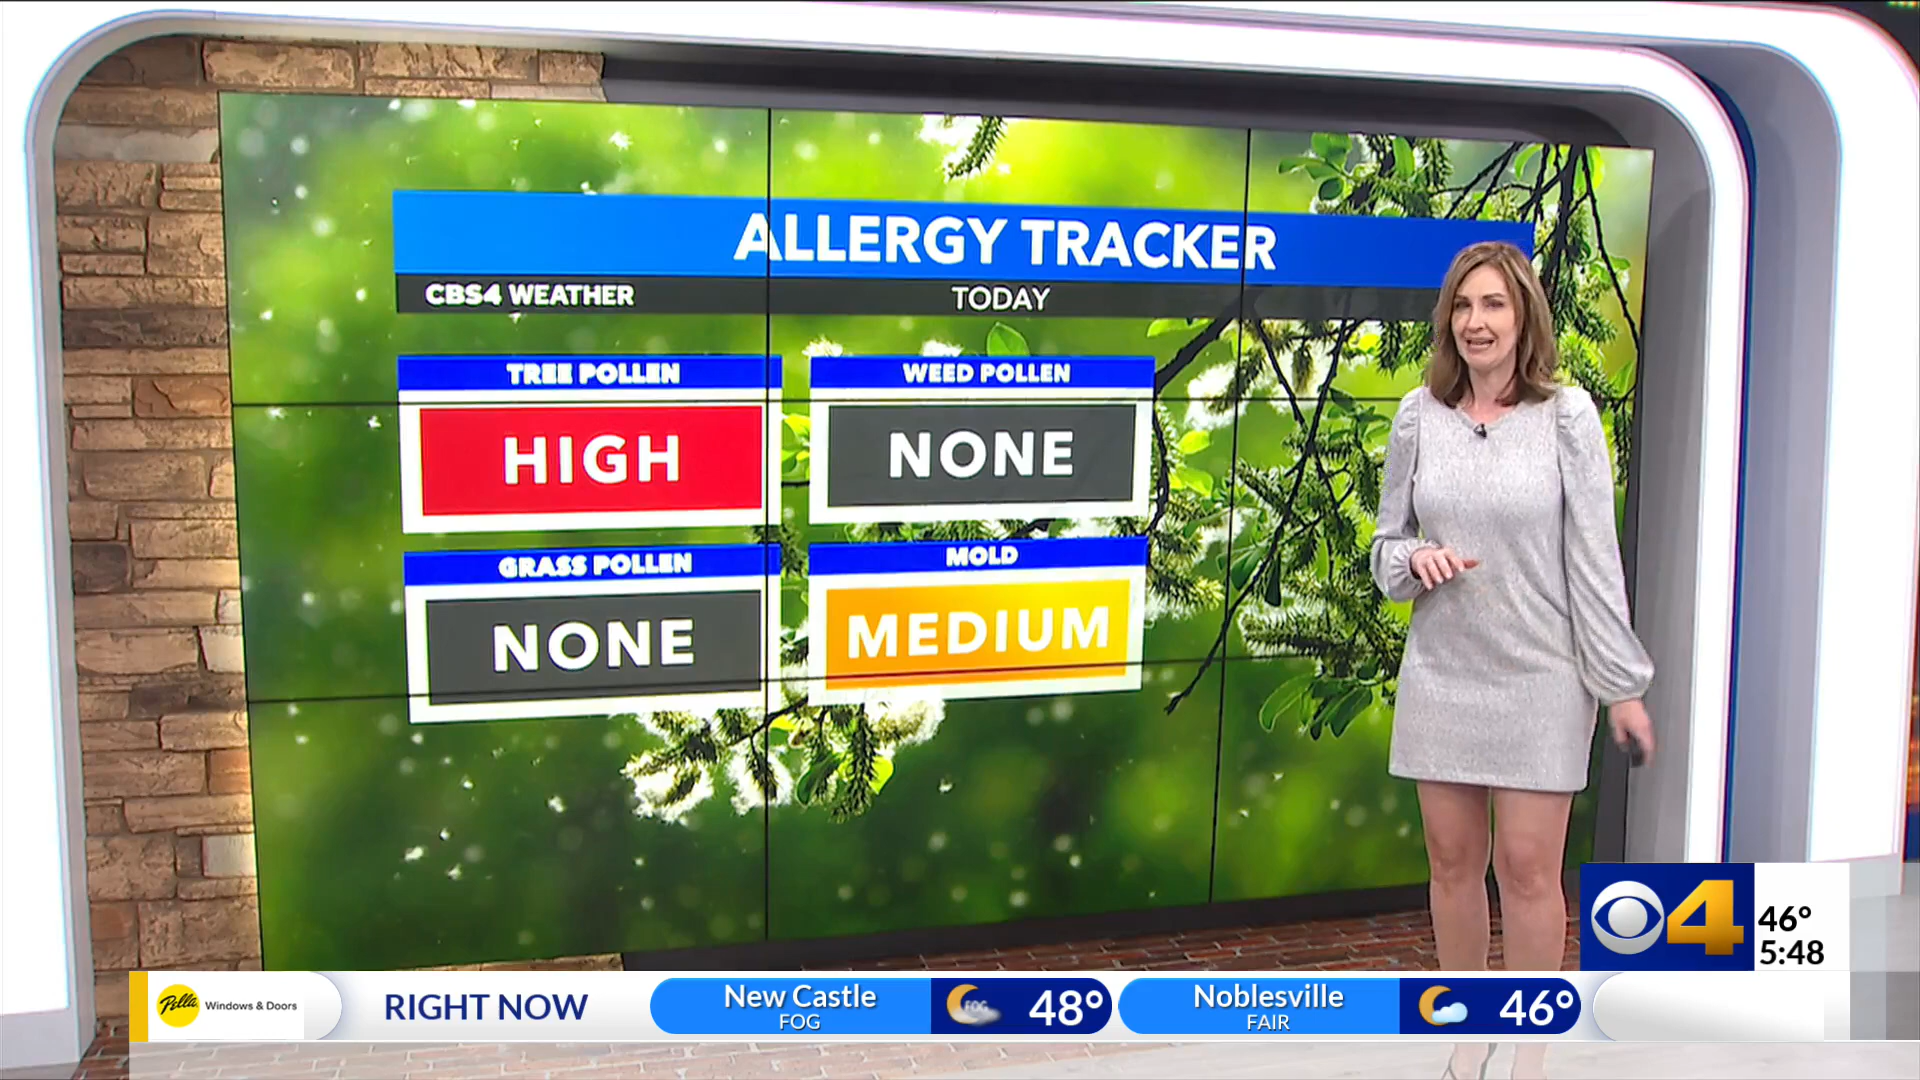 ALLERGY TRACKER
CBS4 WEATHER
TODAY
TREE POLLEN
HIGH
WEED POLLEN
NONE
GRASS POLLEN
NONE
MOLD
MEDIUM
4
46°
5:48
Pella
Windows & Doors
RIGHT NOW
New Castle
FOG
FOG
48°
Noblesville
FAIR
46°